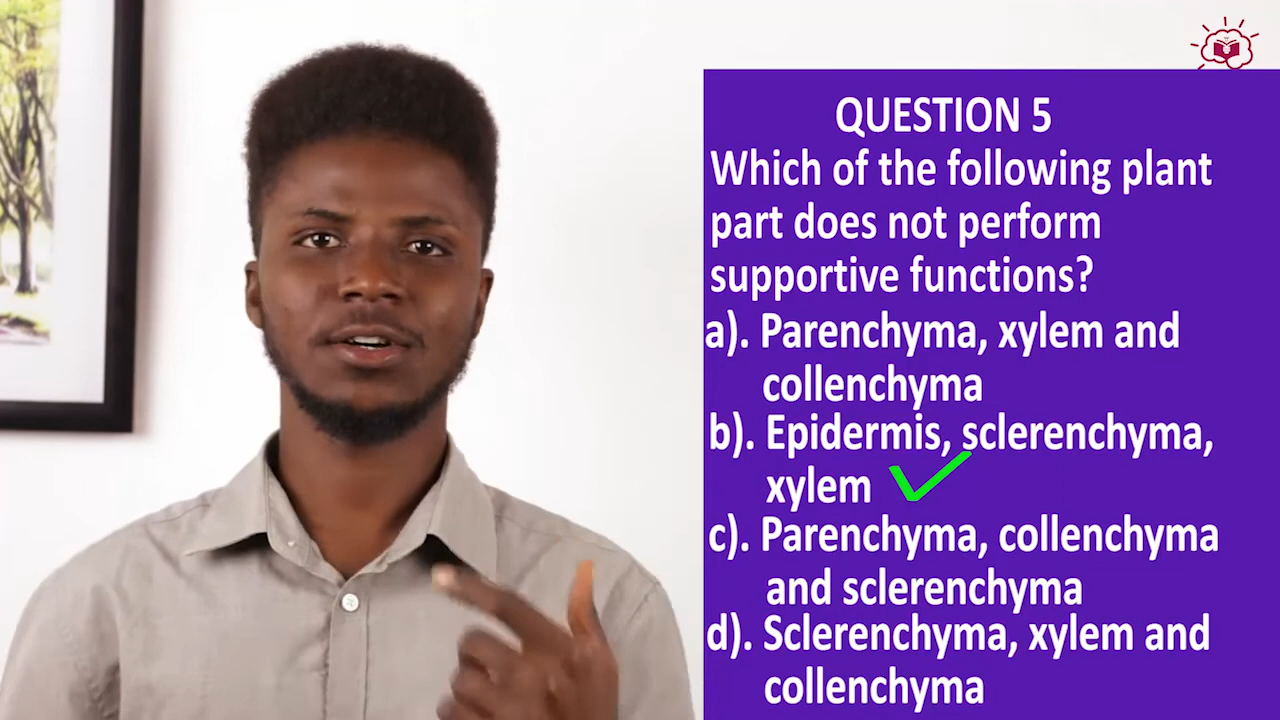 QUESTION 5
Which of the following plant
part does not perform
supportive functions?
a). Parenchyma, xylem and
collenchyma
b). Epidermis, sclerenchyma,
xylem
c). Parenchyma, collenchyma
and sclerenchyma
d). Sclerenchyma, xylem and
collenchyma